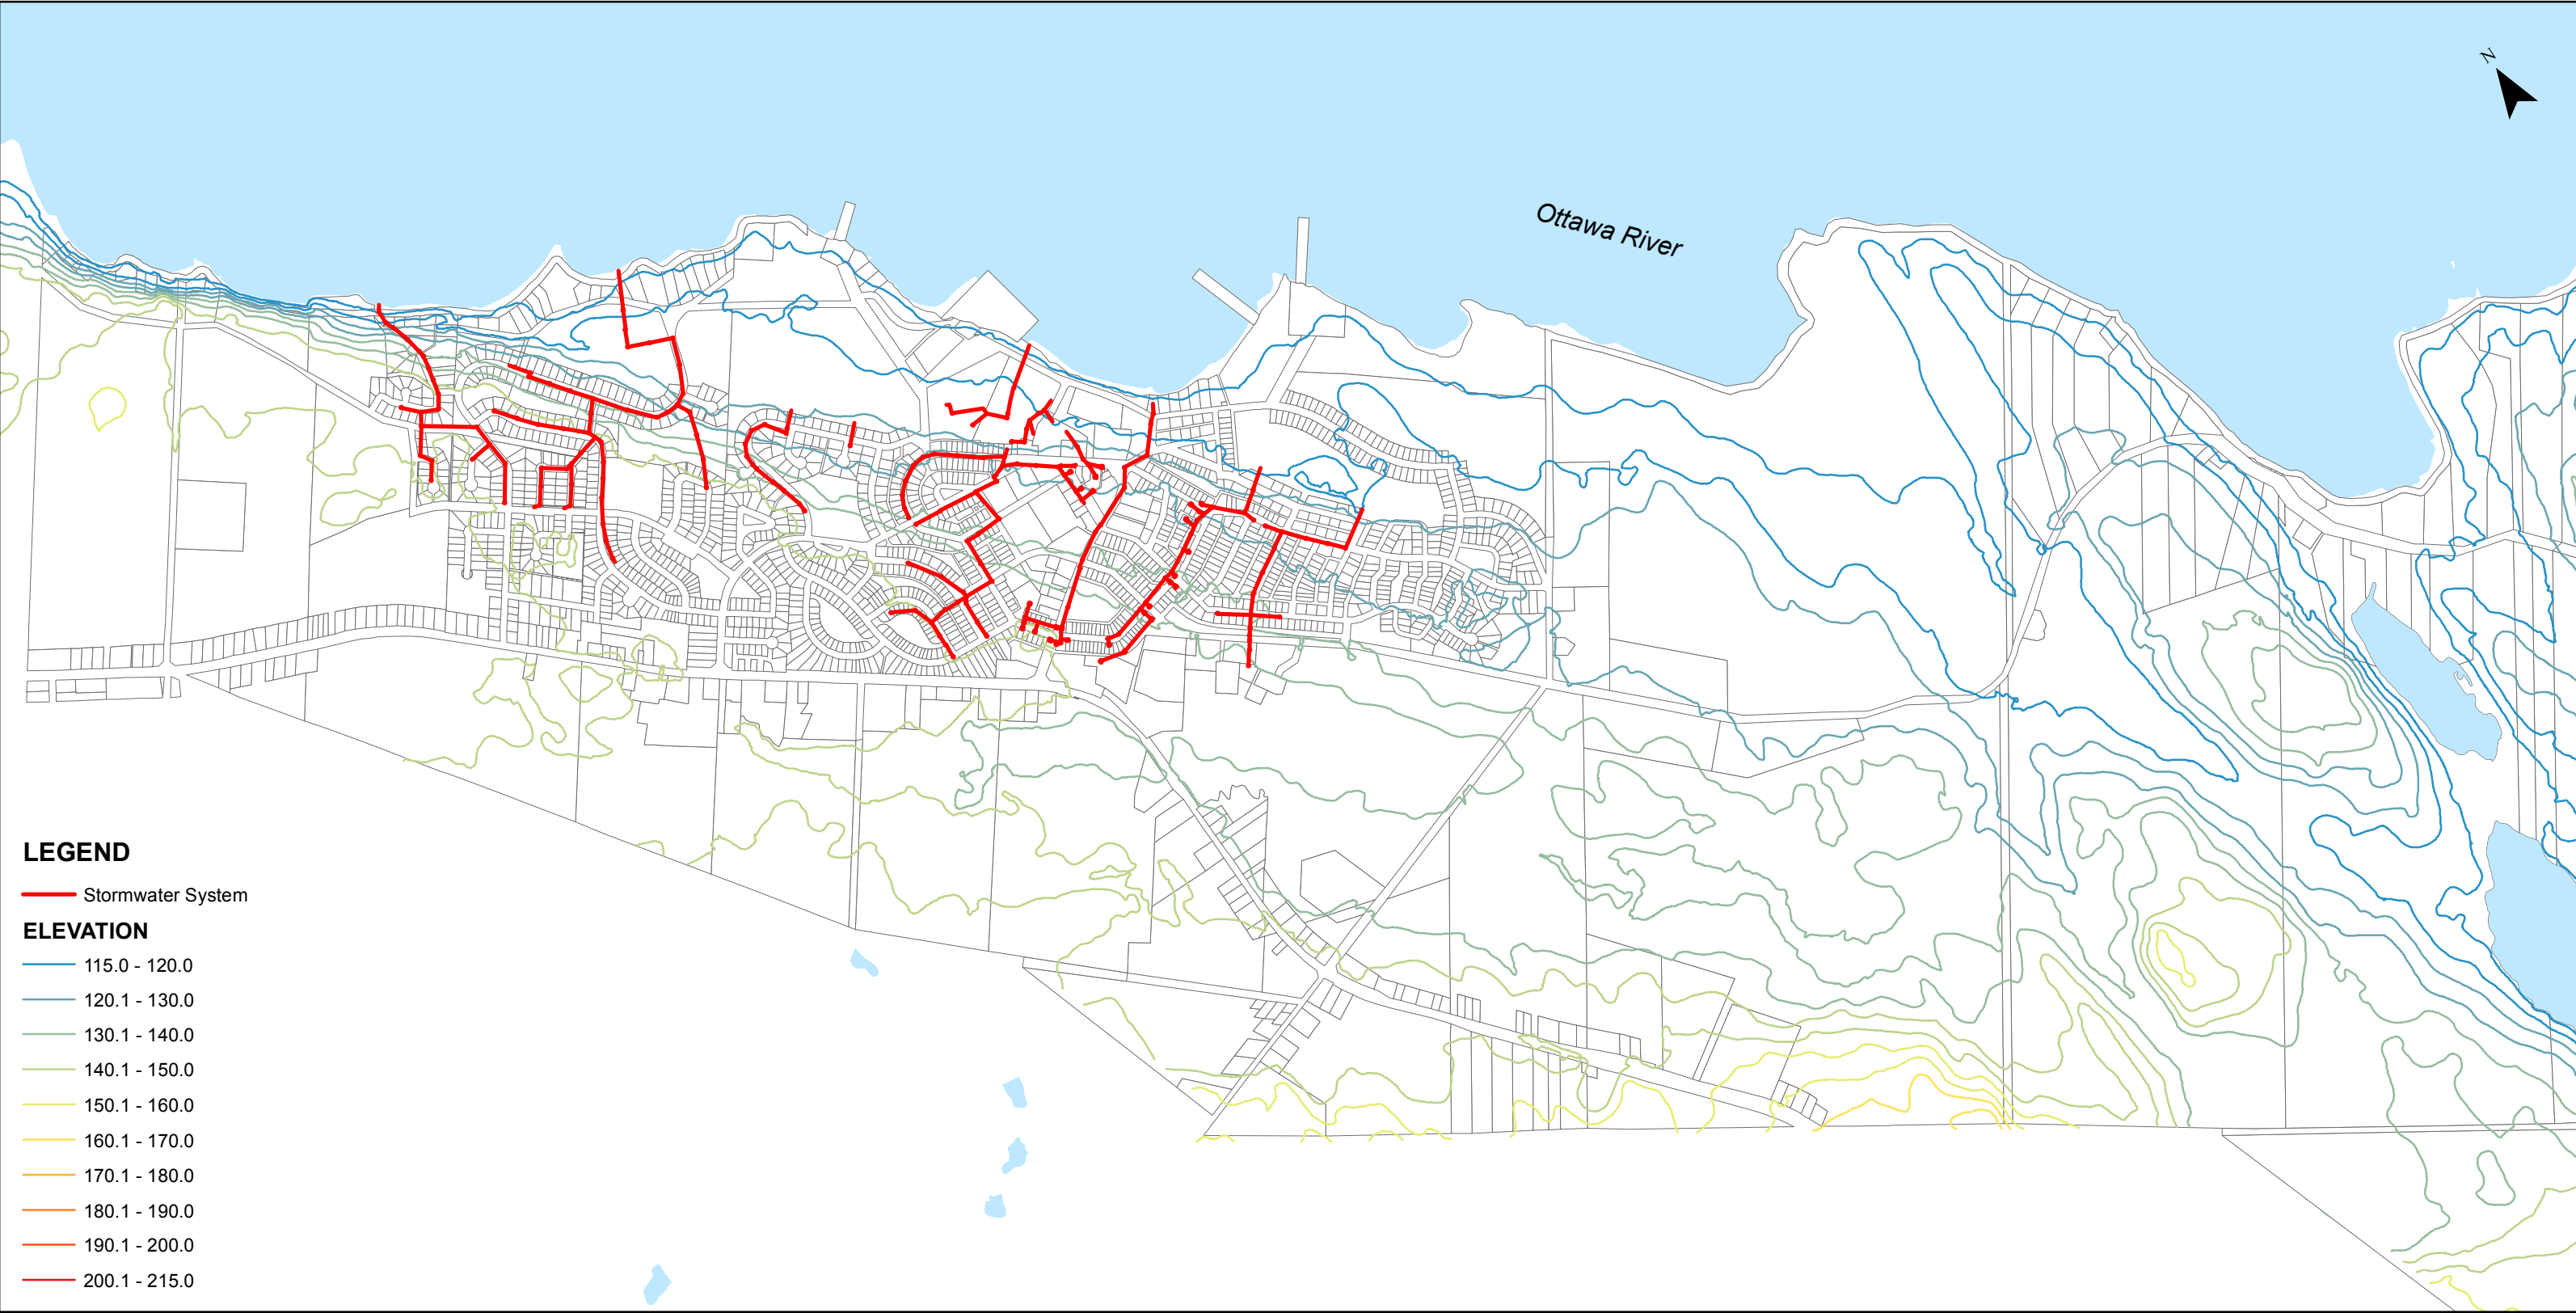 N
Ottawa River
LEGEND
Stormwater System
ELEVATION
115.0 - 120.0
120.1 - 130.0
130.1 - 140.0
140.1 - 150.0
150.1 - 160.0
160.1 - 170.0
170.1 - 180.0
180.1 - 190.0
190.1 - 200.0
200.1 - 215.0